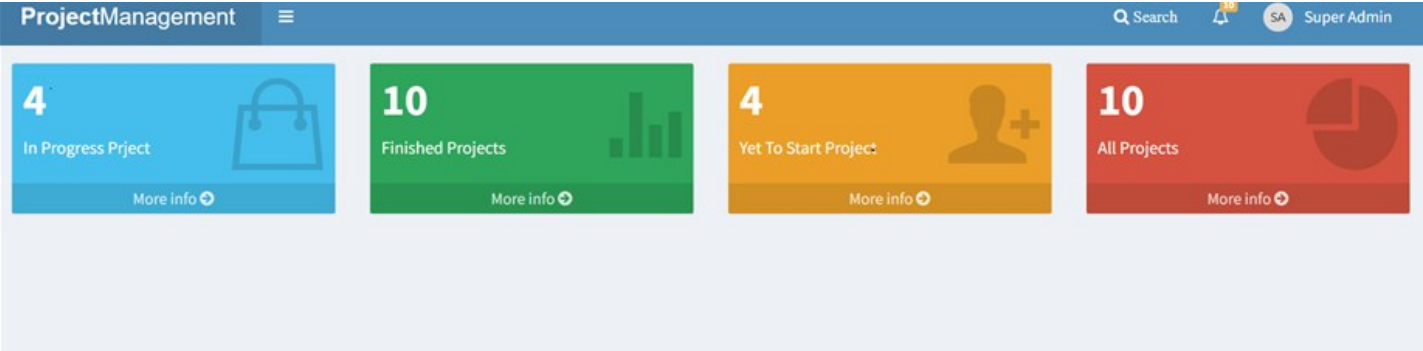 ProjectManagement
Search
10
SA
Super Admin
4
In Progress Prject
More info
10
Finished Projects
More info
4
Yet To Start Project
More info
10
All Projects
More info